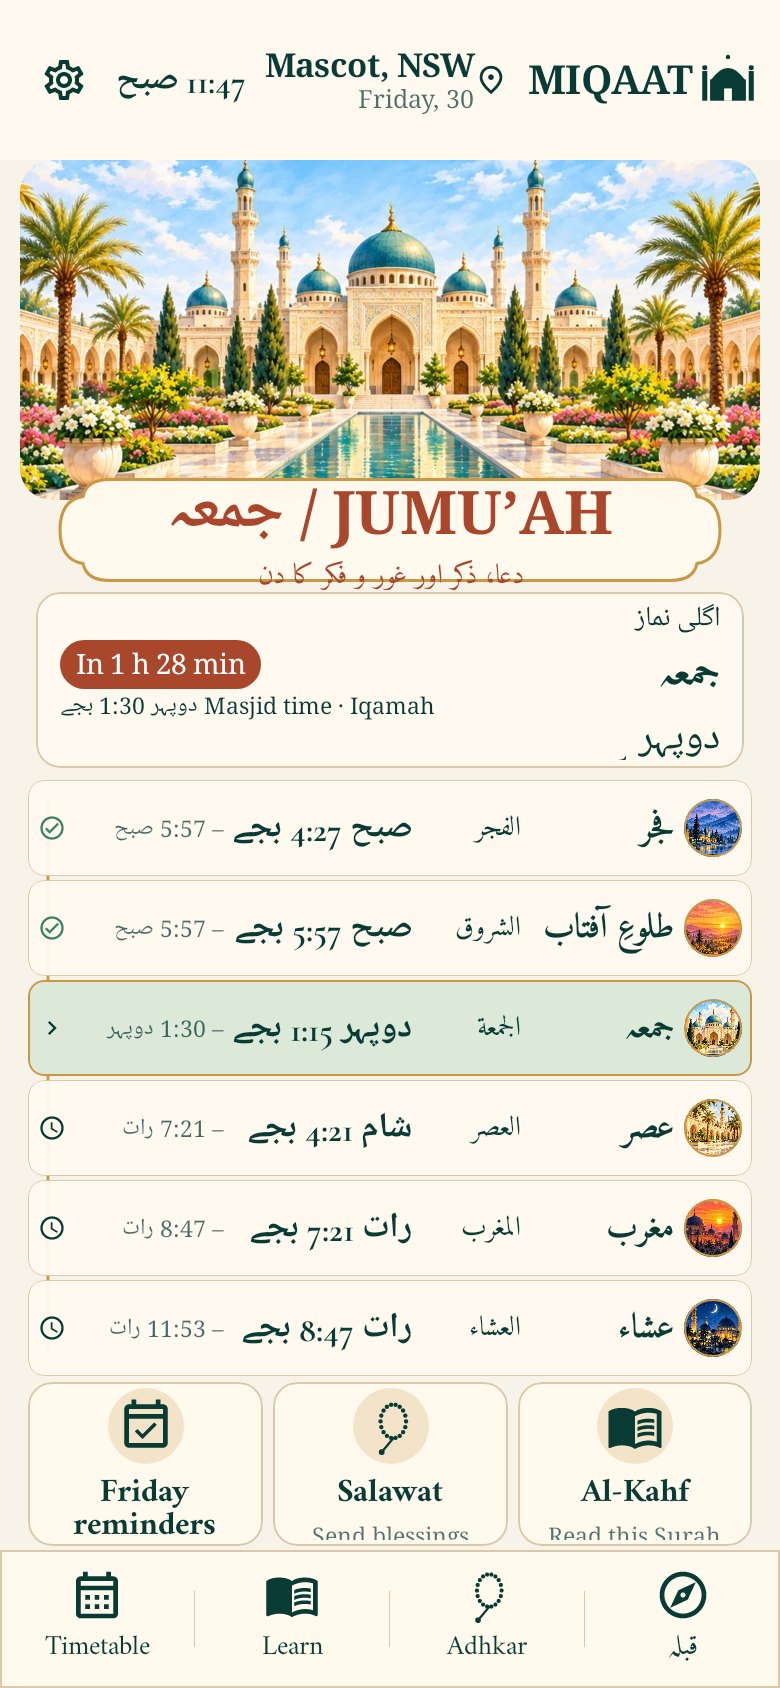 MIQAAT
Mascot, NSW
Friday, 30
11:47 صبح
جمعہ / JUMU’AH
دعا، ذکر اور غور و فکر کا دن
اگلی نماز
جمعہ
دوپہر
In 1 h 28 min
Masjid time · Iqamah دوپہر 1:30 بجے
فجر الفجر صبح 4:27 بجے – 5:57 صبح
طلوعِ آفتاب الشروق صبح 5:57 بجے – 5:57 صبح
جمعہ الجمعة دوپہر 1:15 بجے – 1:30 دوپہر
عصر العصر شام 4:21 بجے – 7:21 رات
مغرب المغرب رات 7:21 بجے – 8:47 رات
عشاء العشاء رات 8:47 بجے – 11:53 رات
Friday reminders
Salawat
Send blessings
Al-Kahf
Read this Surah
Timetable
Learn
Adhkar
قبلہ